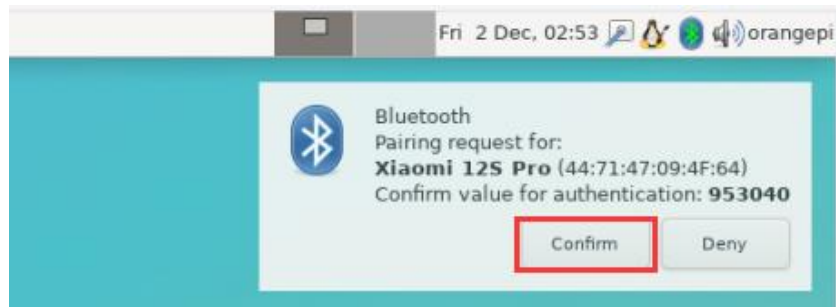 Fri 2 Dec, 02:53 orangepi
Bluetooth
Pairing request for:
Xiaomi 12S Pro (44:71:47:09:4F:64)
Confirm value for authentication: 953040
Confirm Deny